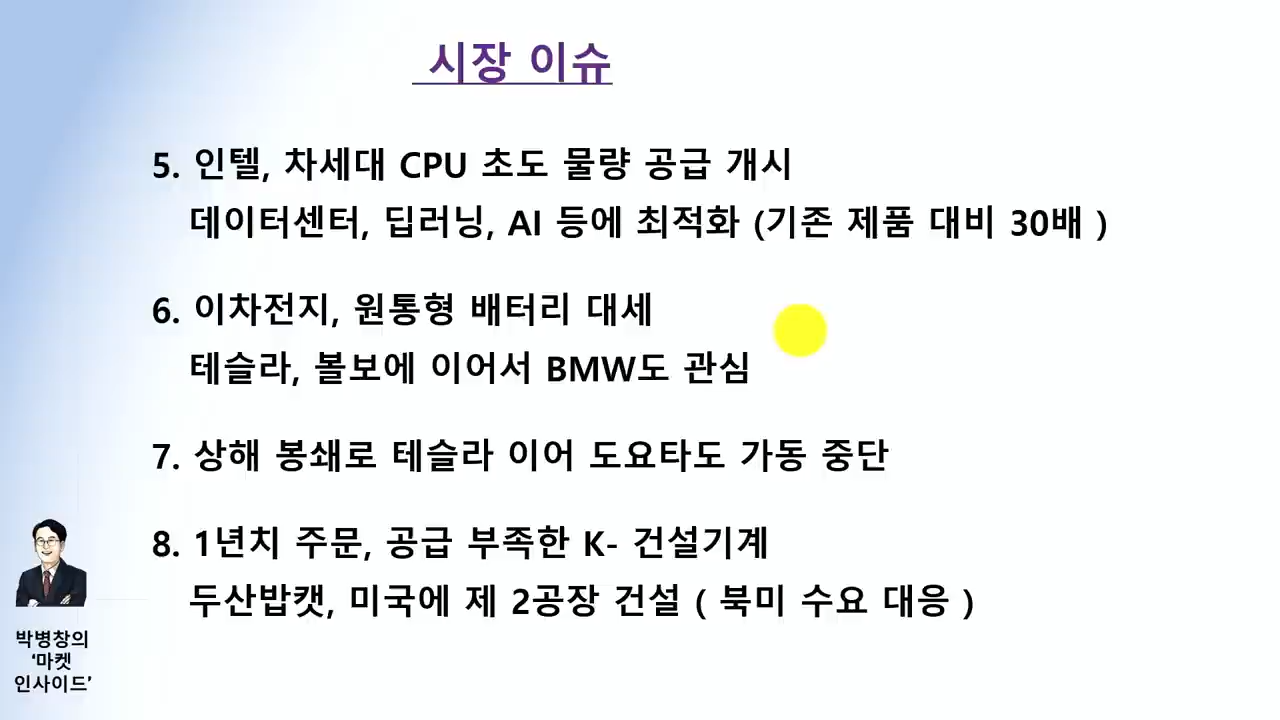 시장 이슈
5. 인텔, 차세대 CPU 초도 물량 공급 개시
데이터센터, 딥러닝, AI 등에 최적화 (기존 제품 대비 30배 )
6. 이차전지, 원통형 배터리 대세
테슬라, 볼보에 이어서 BMW도 관심
7. 상해 봉쇄로 테슬라 이어 도요타도 가동 중단
8. 1년치 주문, 공급 부족한 K- 건설기계
두산밥캣, 미국에 제 2공장 건설 ( 북미 수요 대응 )
박병창의
‘마켓
인사이드’